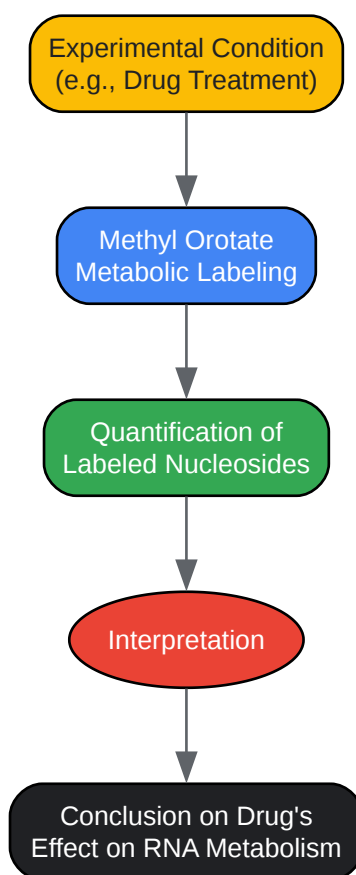 Experimental Condition
(e.g., Drug Treatment)
Methyl Orotate
Metabolic Labeling
Quantification of
Labeled Nucleosides
Interpretation
Conclusion on Drug's
Effect on RNA Metabolism